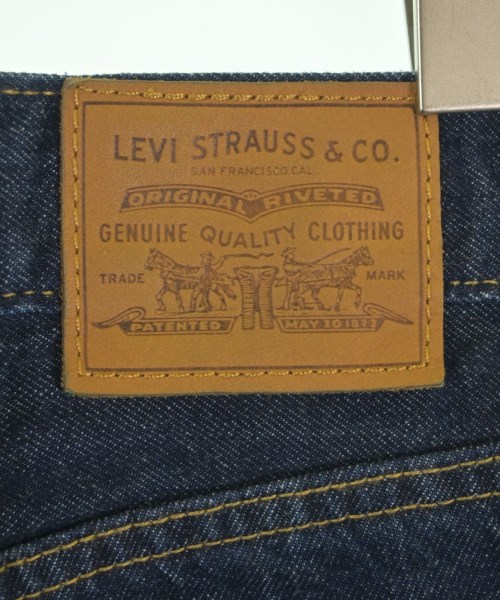 LEVI STRAUSS & CO.
SAN FRANCISCO, CAL.
ORIGINAL RIVETED
GENUINE QUALITY CLOTHING
TRADE MARK
PATENTED MAY 20 1873